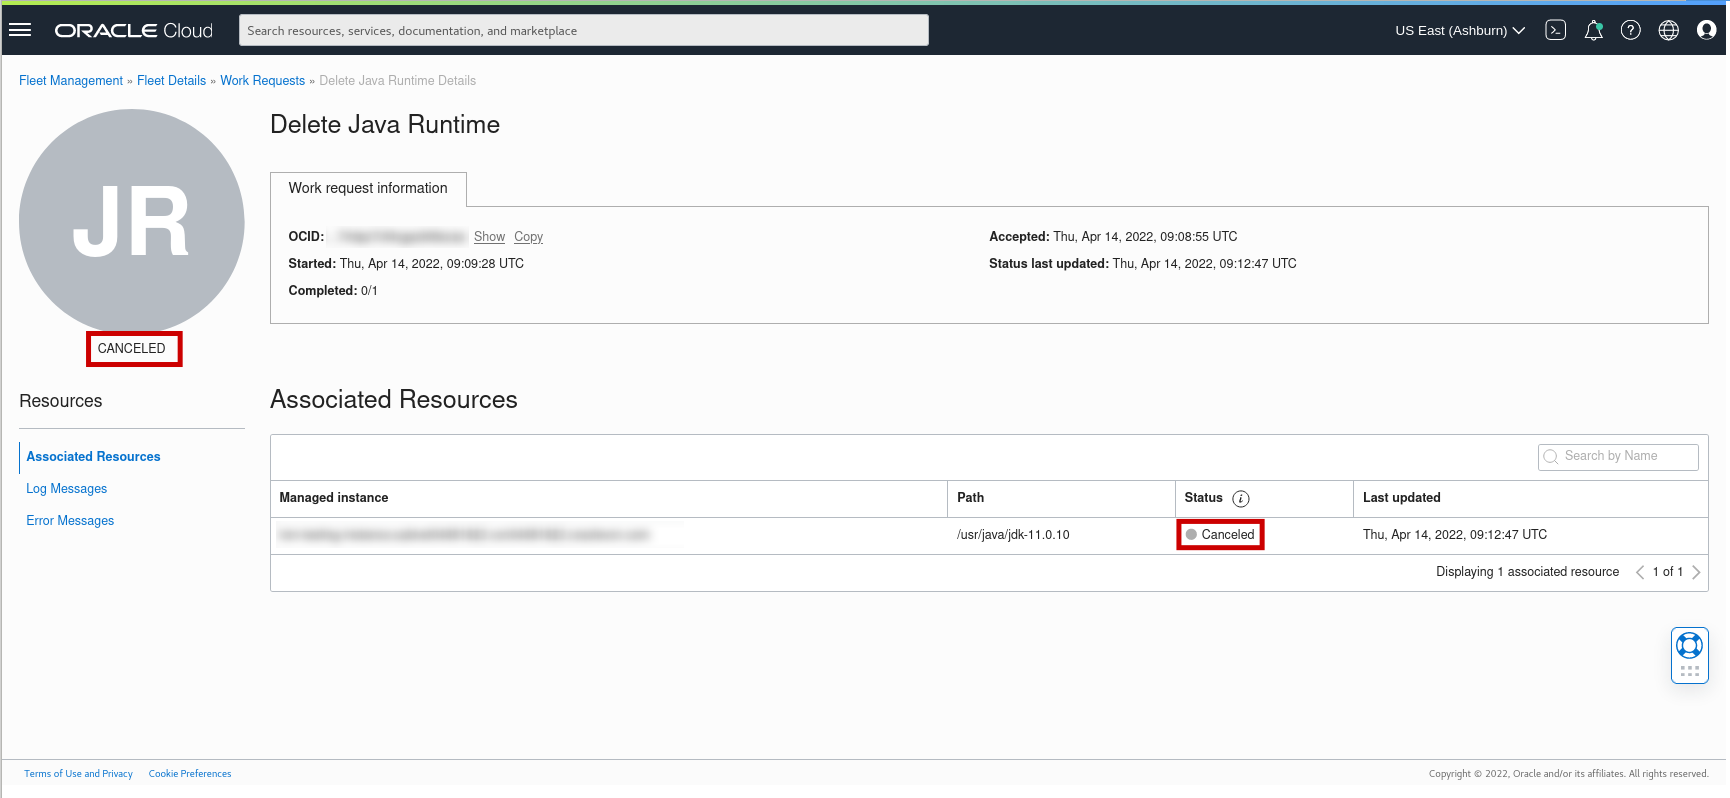 ORACLE Cloud
Search resources, services, documentation, and marketplace
US East (Ashburn)
Fleet Management » Fleet Details » Work Requests » Delete Java Runtime Details
JR
CANCELED
Delete Java Runtime
Work request information
OCID: Show Copy
Started: Thu, Apr 14, 2022, 09:09:28 UTC
Completed: 0/1
Accepted: Thu, Apr 14, 2022, 09:08:55 UTC
Status last updated: Thu, Apr 14, 2022, 09:12:47 UTC
Resources
Associated Resources
Log Messages
Error Messages
Associated Resources
Search by Name
Managed instance Path Status i Last updated
/usr/java/jdk-11.0.10 Canceled Thu, Apr 14, 2022, 09:12:47 UTC
Displaying 1 associated resource 1 of 1
Terms of Use and Privacy Cookie Preferences
Copyright © 2022, Oracle and/or its affiliates. All rights reserved.